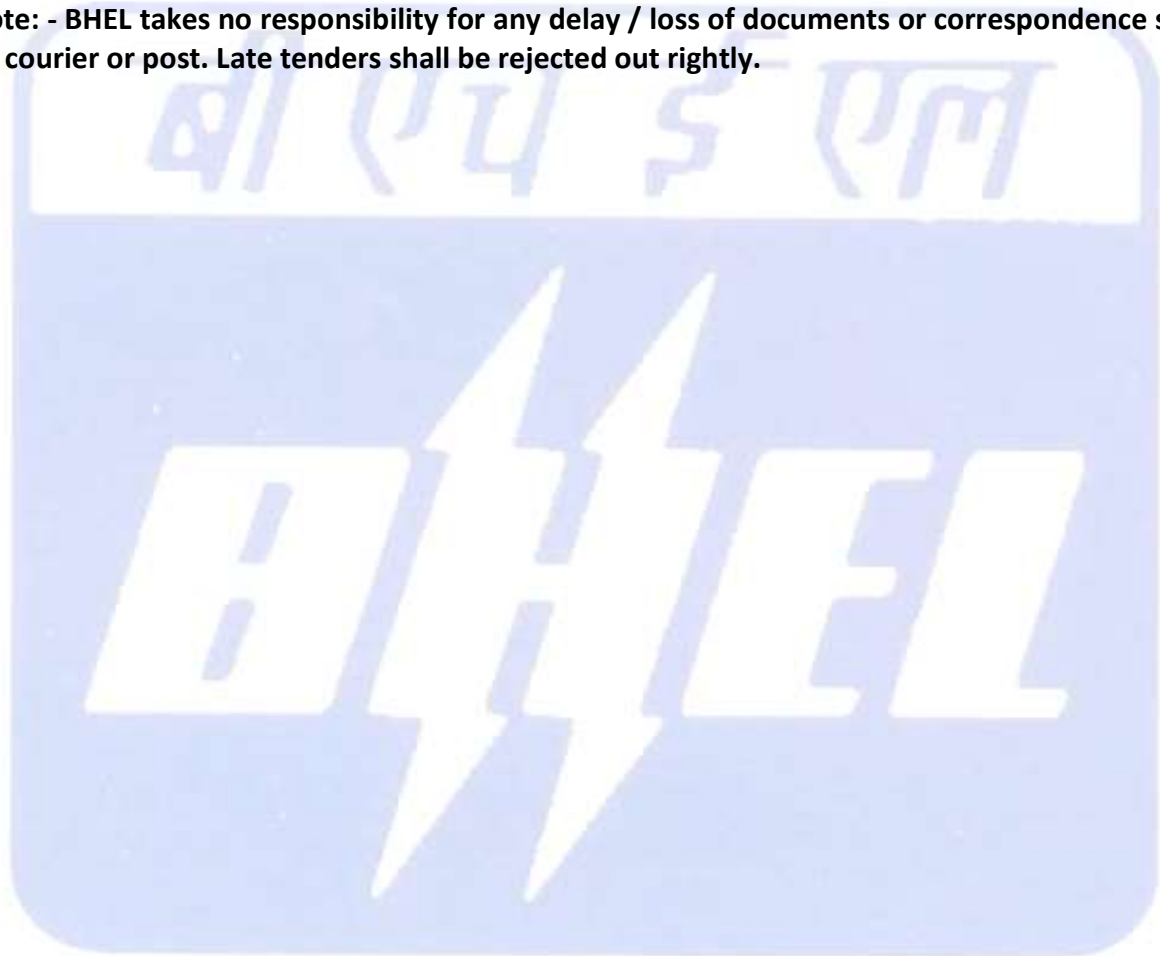 ote: - BHEL takes no responsibility for any delay / loss of documents or correspondence s
courier or post. Late tenders shall be rejected out rightly.
बी एच ई एल
BHEL